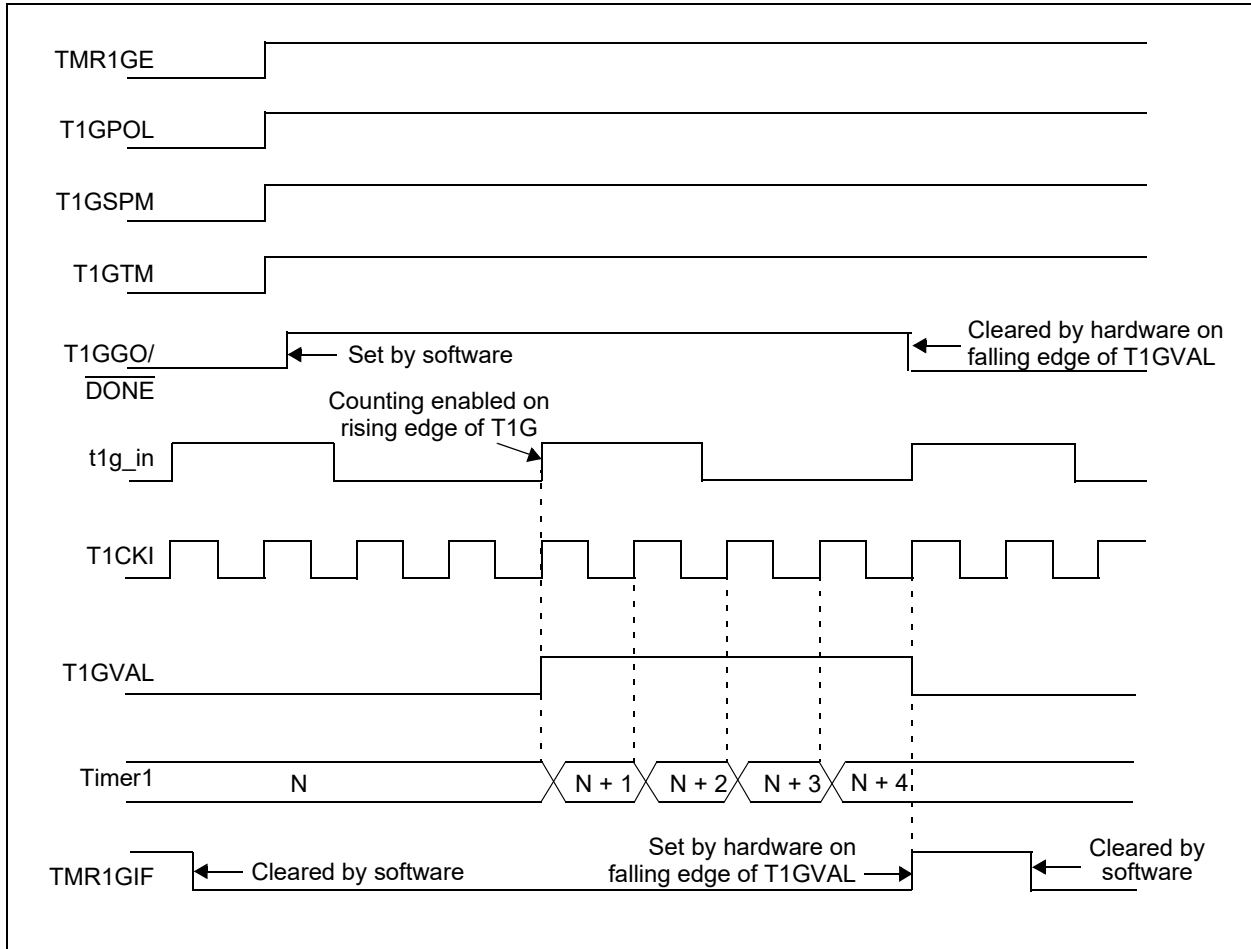 TMR1GE
T1GPOL
T1GSPM
T1GTM
T1GGO/
DONE
Set by software
Cleared by hardware on
falling edge of T1GVAL
Counting enabled on
rising edge of T1G
t1g_in
T1CKI
T1GVAL
Timer1
N
N + 1
N + 2
N + 3
N + 4
TMR1GIF
Cleared by software
Set by hardware on
falling edge of T1GVAL
Cleared by
software